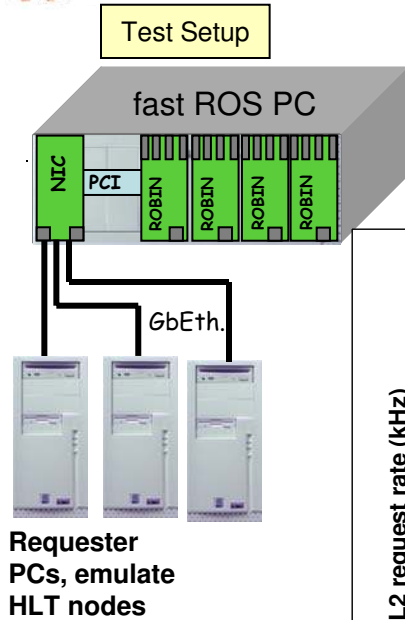 Test Setup
fast ROS PC
NIC
PCI
ROBIN
ROBIN
ROBIN
ROBIN
GbEth.
Requester
PCs, emulate
HLT nodes
L2 request rate (kHz)